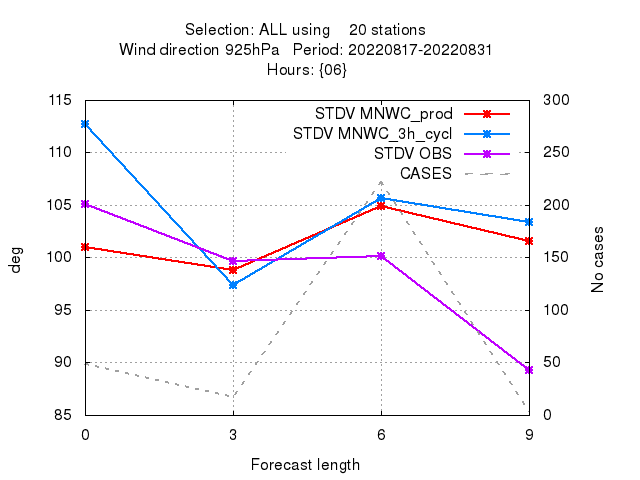 Selection: ALL using    20 stations
Wind direction 925hPa   Period: 20220817-20220831
Hours: {06}
STDV MNWC_prod
STDV MNWC_3h_cycl
STDV OBS
CASES
115
110
105
100
95
90
85
300
250
200
150
100
50
0
deg
No cases
0 3 6 9
Forecast length